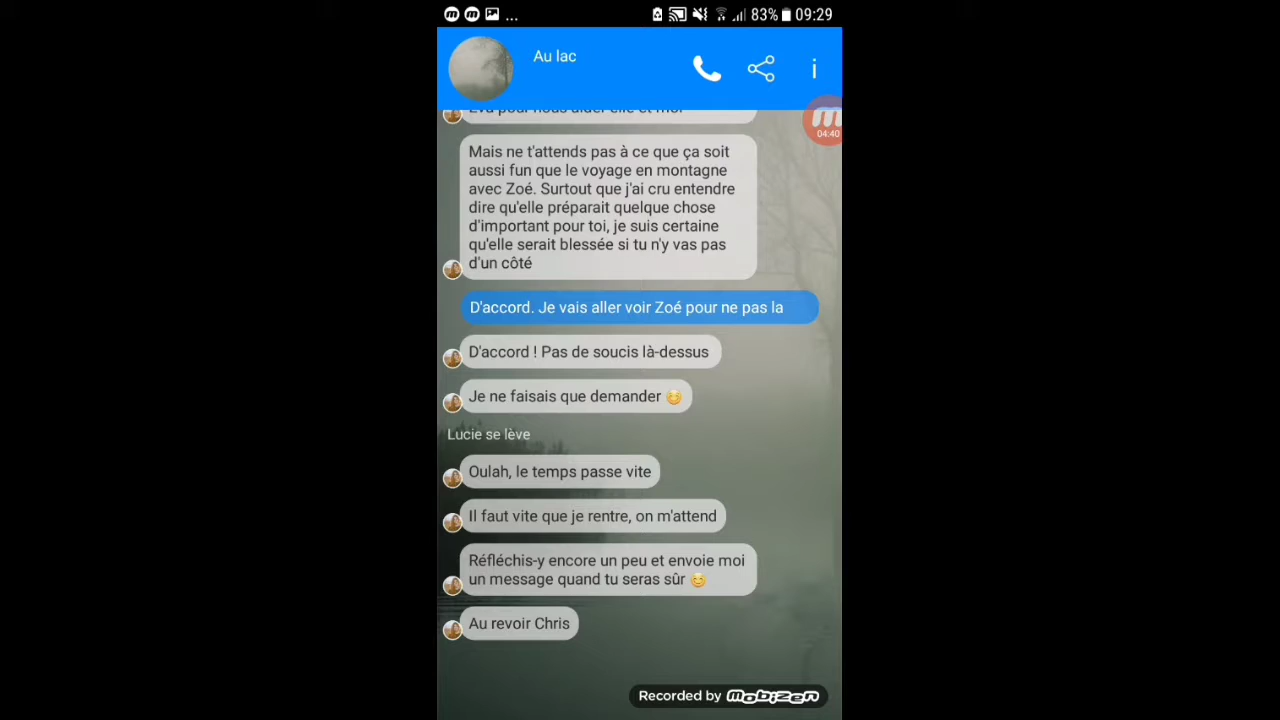 ... 83% 09:29
Au lac
04:40
Mais ne t'attends pas à ce que ça soit
aussi fun que le voyage en montagne
avec Zoé. Surtout que j'ai cru entendre
dire qu'elle préparait quelque chose
d'important pour toi, je suis certaine
qu'elle serait blessée si tu n'y vas pas
d'un côté
D'accord. Je vais aller voir Zoé pour ne pas la
D'accord ! Pas de soucis là-dessus
Je ne faisais que demander 😊
Lucie se lève
Oulah, le temps passe vite
Il faut vite que je rentre, on m'attend
Réfléchis-y encore un peu et envoie moi
un message quand tu seras sûr 😊
Au revoir Chris
Recorded by mobizen